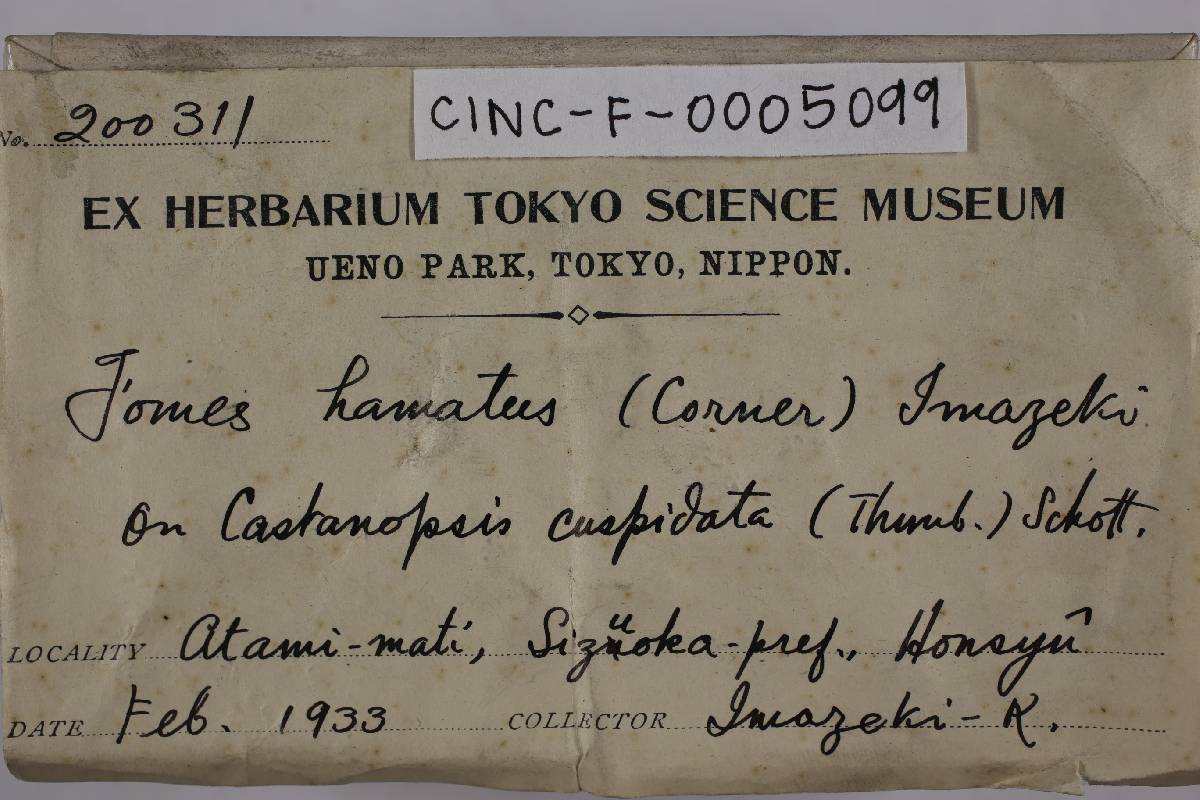 No. 200311
CINC-F-0005099
EX HERBARIUM TOKYO SCIENCE MUSEUM
UENO PARK, TOKYO, NIPPON.
Fomes hamatus (Corner) Imazeki
on Castanopsis cuspidata (Thunb.) Schott.
LOCALITY Atami-mati, Sizuoka-pref., Honsyû
DATE Feb. 1933 COLLECTOR Imazeki-R.